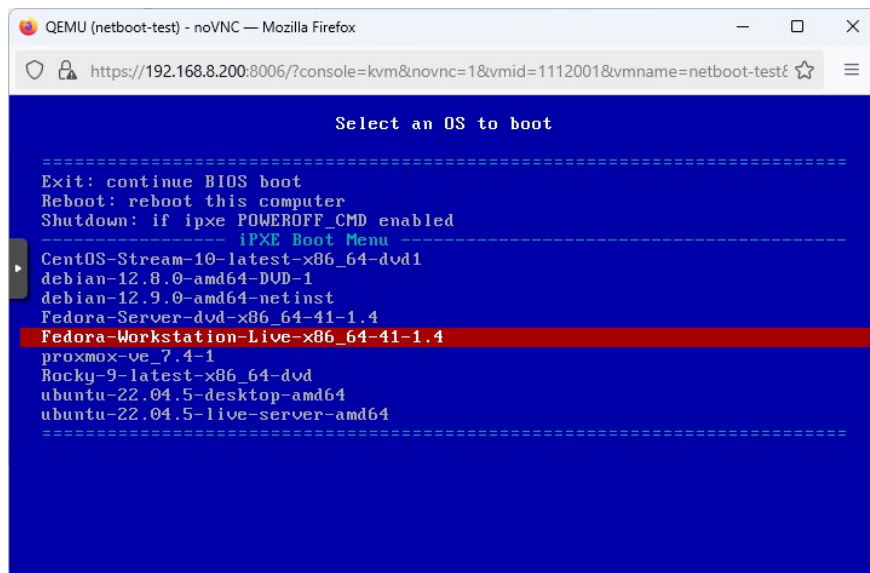 QEMU (netboot-test) - noVNC — Mozilla Firefox
https://192.168.8.200:8006/?console=kvm&novnc=1&vmid=1112001&vmname=netboot-test&
Select an OS to boot
==========================================================================
Exit: continue BIOS boot
Reboot: reboot this computer
Shutdown: if ipxe POWEROFF_CMD enabled
----------------- iPXE Boot Menu -----------------------------------------
CentOS-Stream-10-latest-x86_64-dvd1
debian-12.8.0-amd64-DVD-1
debian-12.9.0-amd64-netinst
Fedora-Server-dvd-x86_64-41-1.4
Fedora-Workstation-Live-x86_64-41-1.4
proxmox-ve_7.4-1
Rocky-9-latest-x86_64-dvd
ubuntu-22.04.5-desktop-amd64
ubuntu-22.04.5-live-server-amd64
==========================================================================